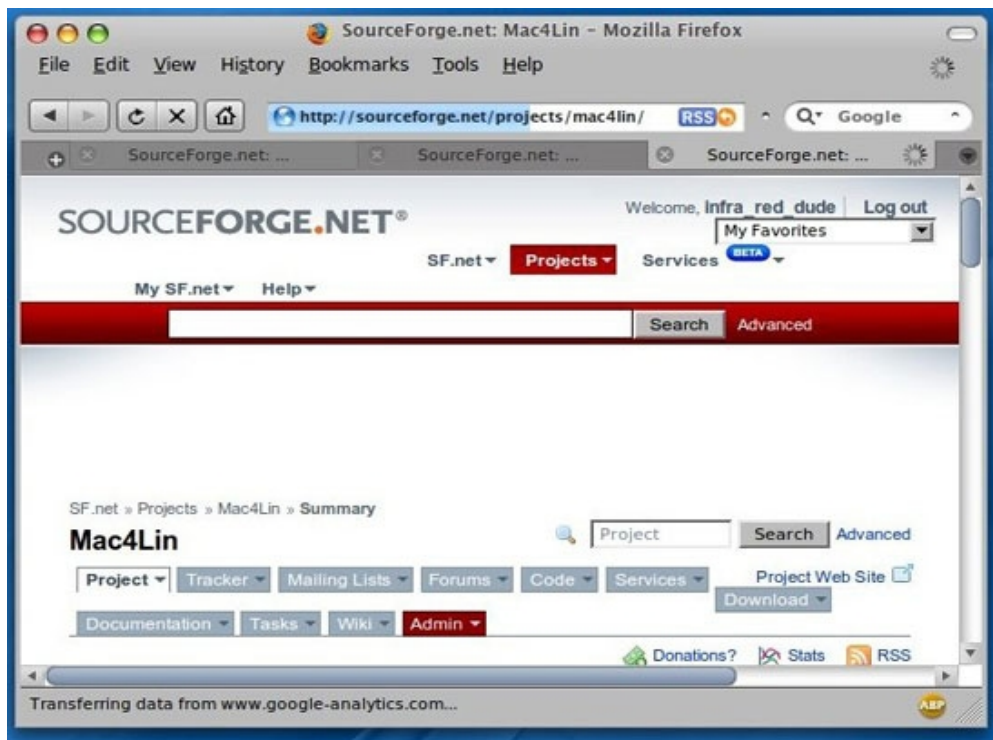 SourceForge.net: Mac4Lin - Mozilla Firefox
File Edit View History Bookmarks Tools Help
http://sourceforge.net/projects/mac4lin/ RSS Google
SourceForge.net: ... SourceForge.net: ... SourceForge.net: ...
SOURCEFORGE.NET®
Welcome, infra_red_dude Log out
My Favorites
SF.net Projects Services BETA
My SF.net Help
Search Advanced
SF.net » Projects » Mac4Lin » Summary
Mac4Lin
Project Search Advanced
Project Tracker Mailing Lists Forums Code Services Project Web Site
Download
Documentation Tasks Wiki Admin
Donations? Stats RSS
Transferring data from www.google-analytics.com...
ABP